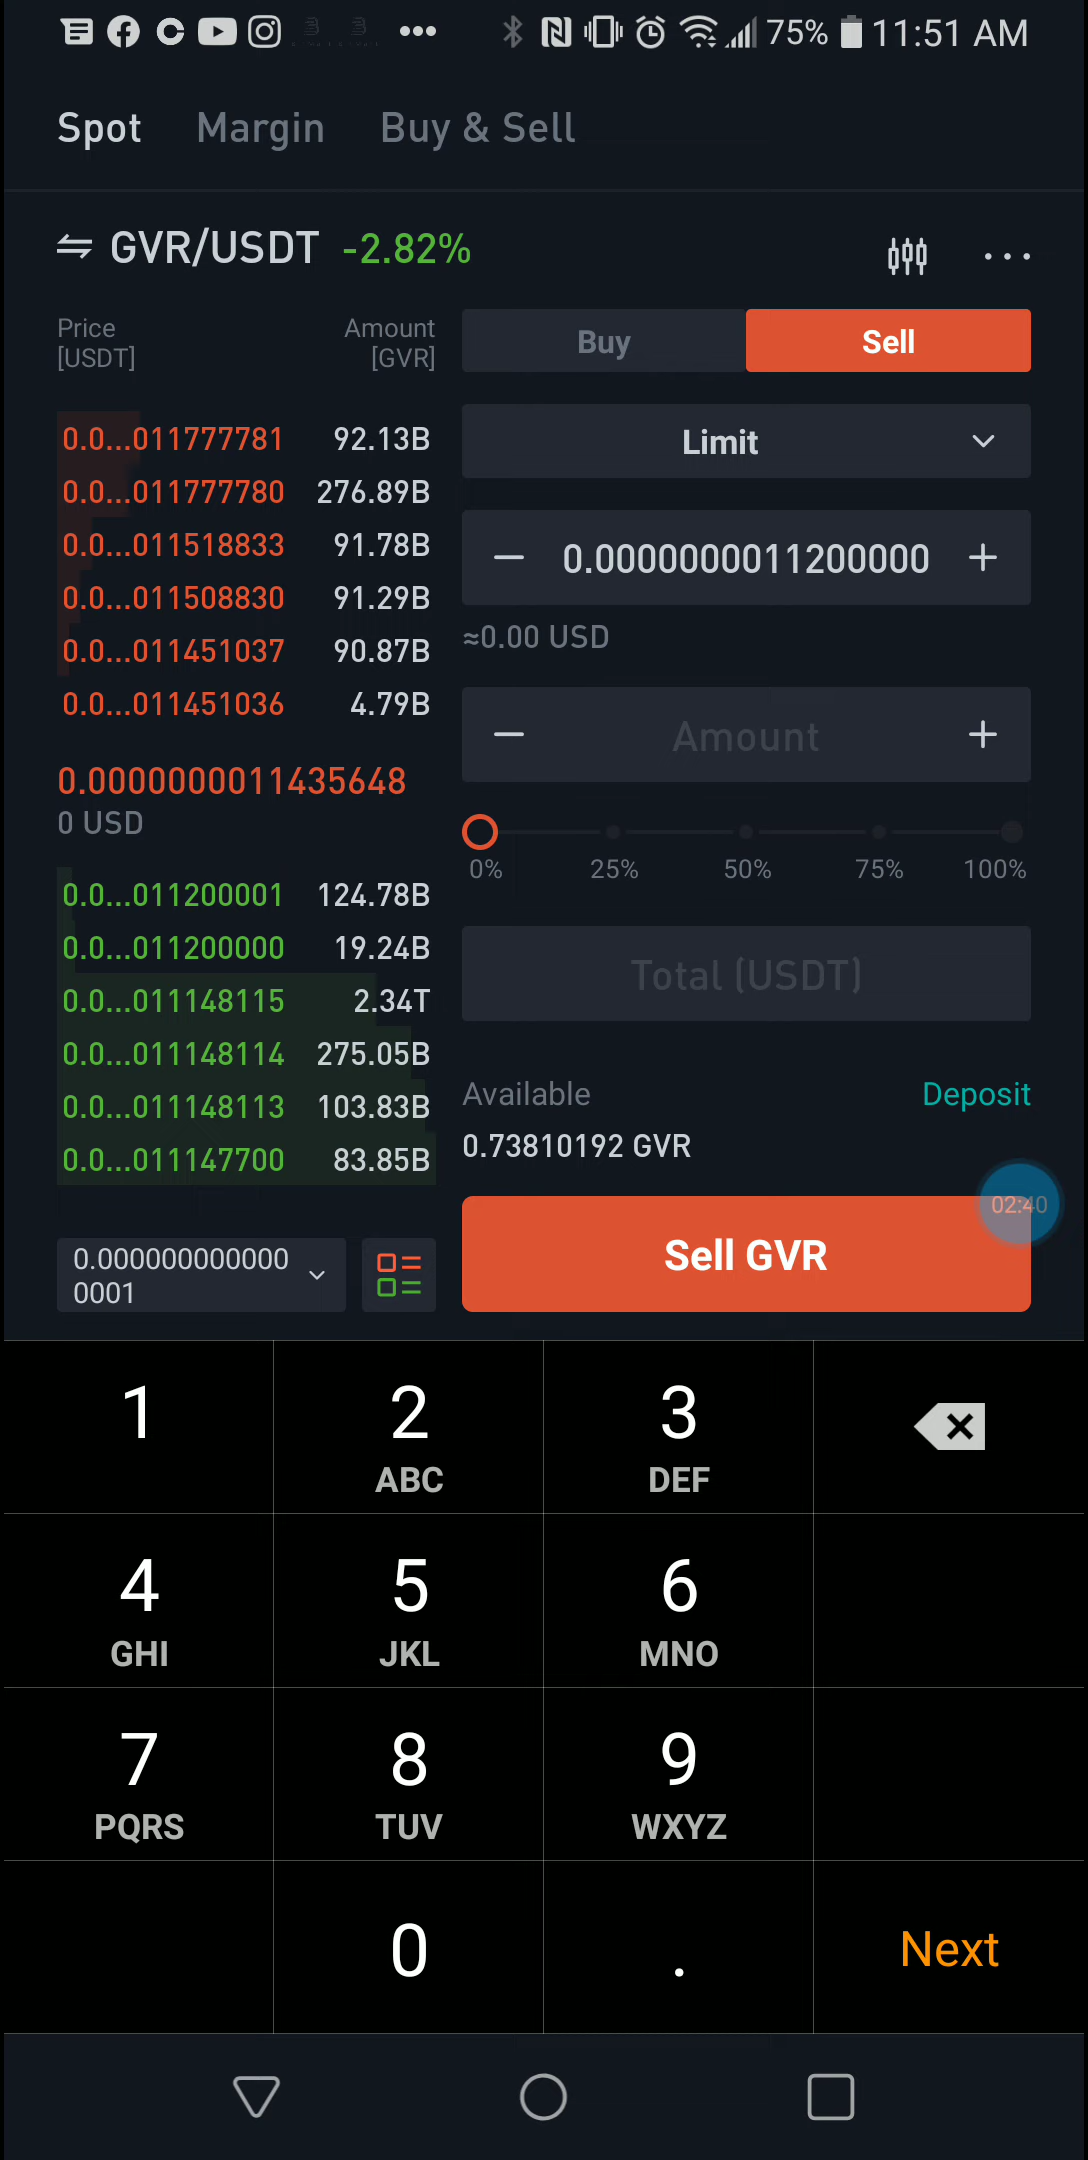 75% 11:51 AM
Spot Margin Buy & Sell
GVR/USDT -2.82%
Price Amount
[USDT] [GVR]
Buy Sell
0.0...011777781 92.13B
0.0...011777780 276.89B
0.0...011518833 91.78B
0.0...011508830 91.29B
0.0...011451037 90.87B
0.0...011451036 4.79B
0.0000000011435648
0 USD
0.0...011200001 124.78B
0.0...011200000 19.24B
0.0...011148115 2.34T
0.0...011148114 275.05B
0.0...011148113 103.83B
0.0...011147700 83.85B
0.000000000000
0001
Limit
0.0000000011200000
≈0.00 USD
Amount
0% 25% 50% 75% 100%
Total (USDT)
Available Deposit
0.73810192 GVR
02:40
Sell GVR
1 2 3
ABC DEF
4 5 6
GHI JKL MNO
7 8 9
PQRS TUV WXYZ
0 . Next